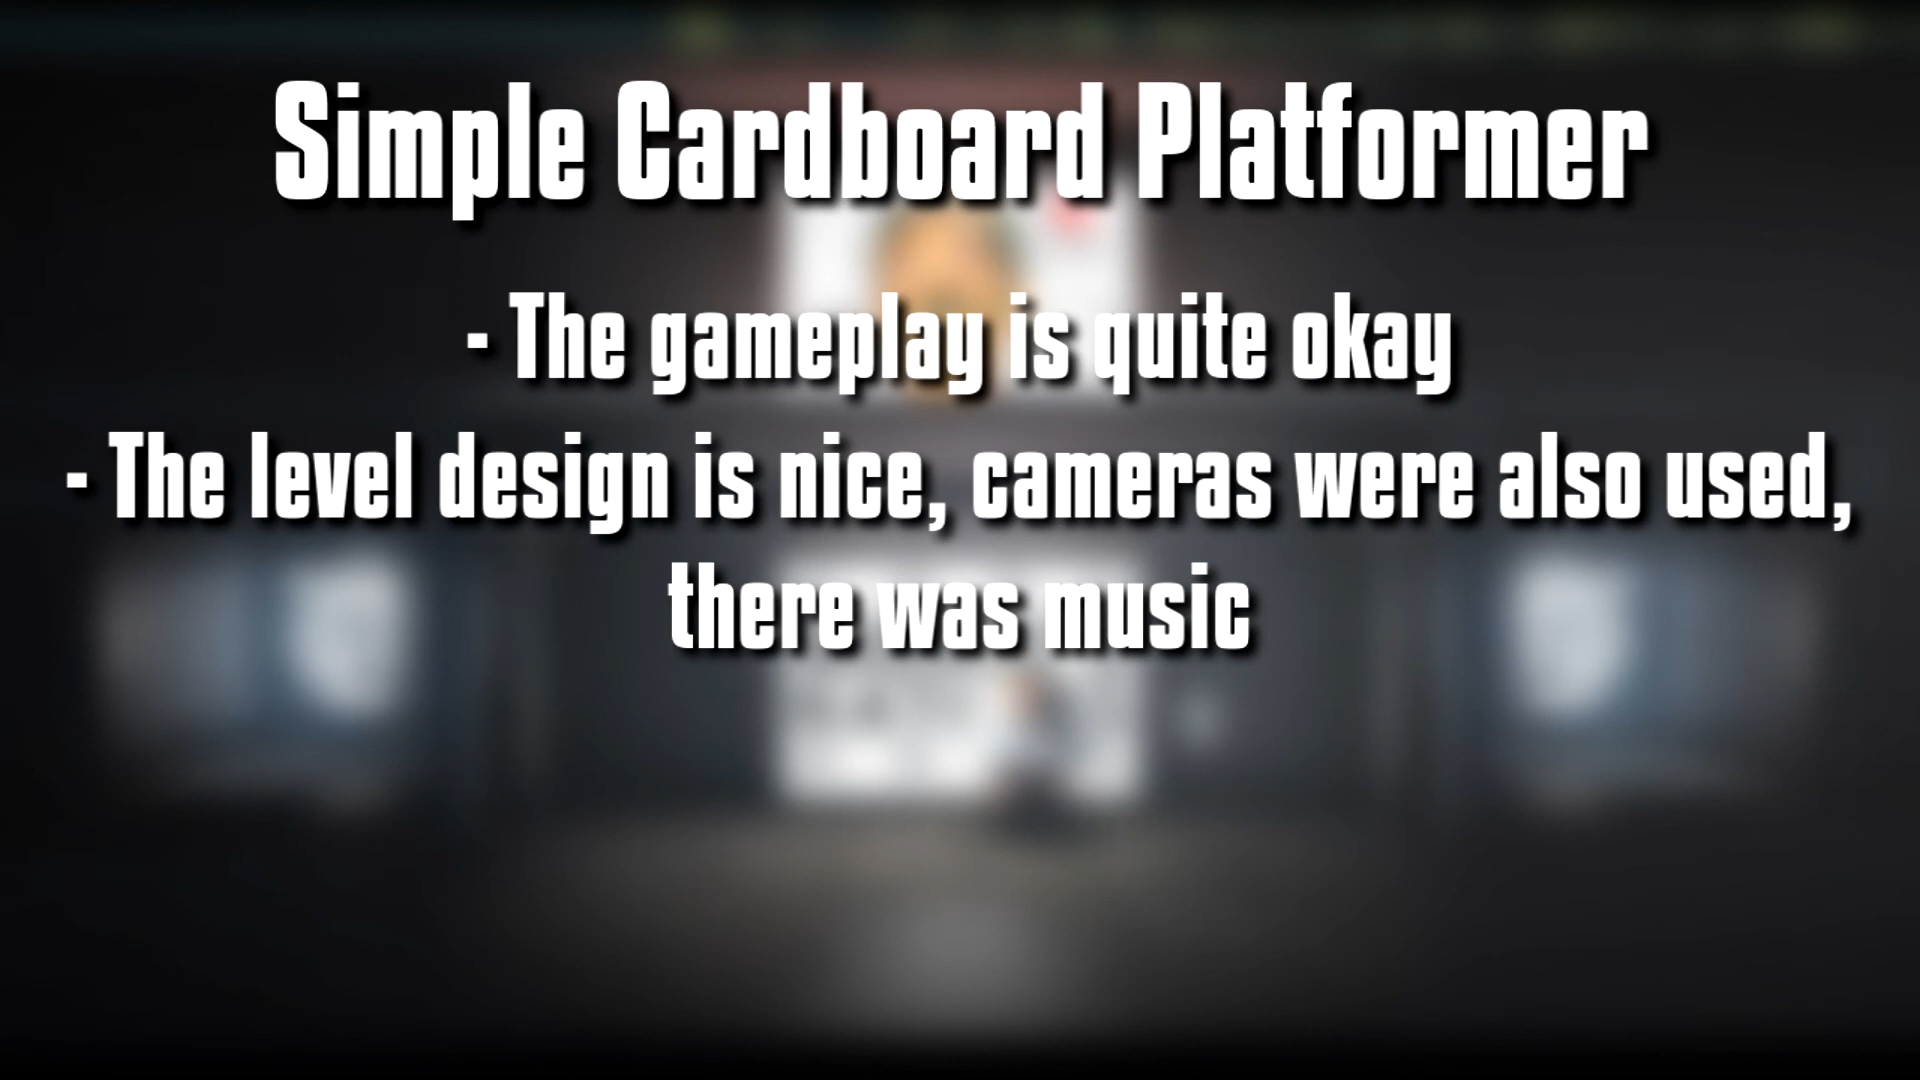 Simple Cardboard Platformer
- The gameplay is quite okay
- The level design is nice, cameras were also used,
there was music